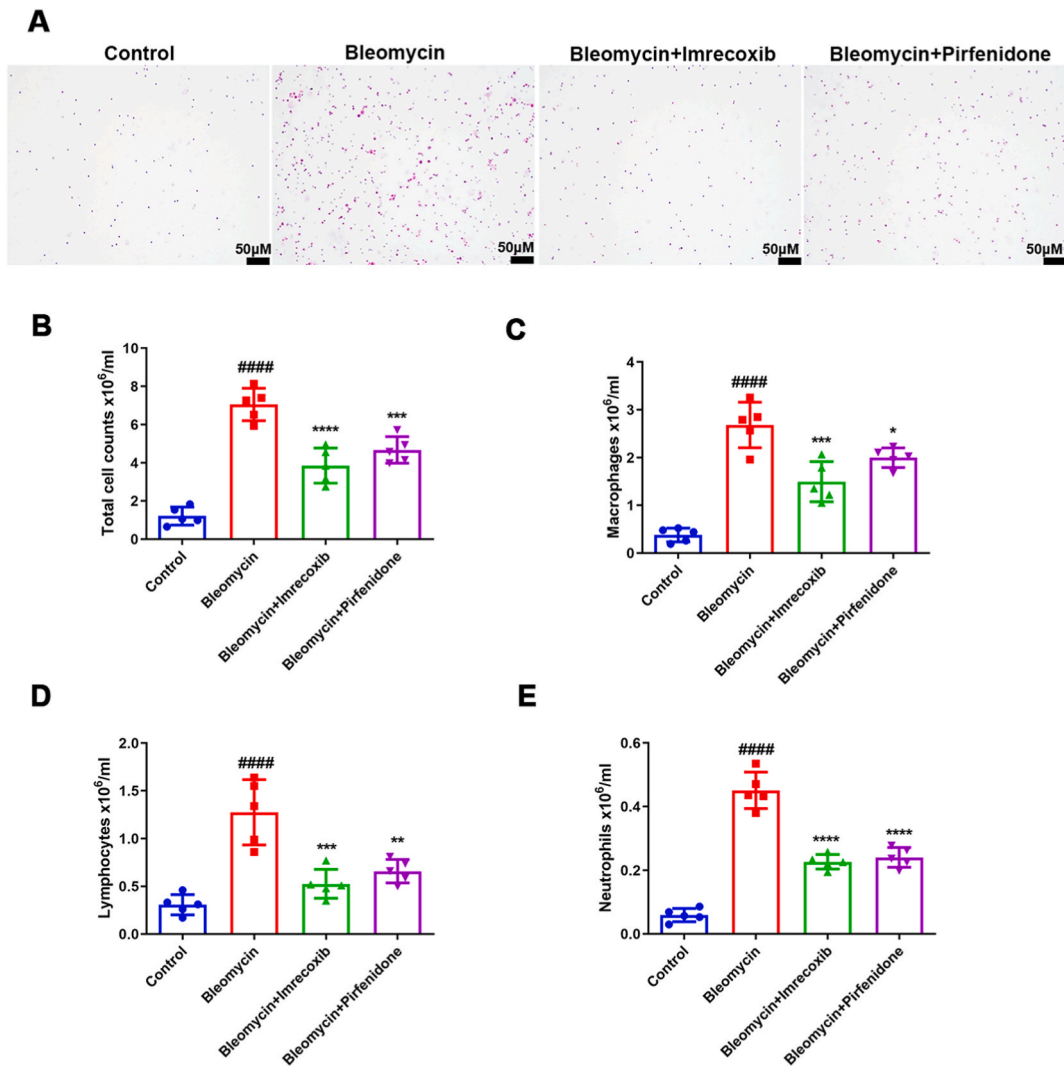 A
Control Bleomycin Bleomycin+Imrecoxib Bleomycin+Pirfenidone
50μM 50μM 50μM 50μM
B
Total cell counts x10⁶/ml
10
8
6
4
2
0
####
****
***
Control
Bleomycin
Bleomycin+Imrecoxib
Bleomycin+Pirfenidone
C
Macrophages x10⁶/ml
4
3
2
1
0
####
***
*
Control
Bleomycin
Bleomycin+Imrecoxib
Bleomycin+Pirfenidone
D
Lymphocytes x10⁶/ml
2.0
1.5
1.0
0.5
0.0
####
***
**
Control
Bleomycin
Bleomycin+Imrecoxib
Bleomycin+Pirfenidone
E
Neutrophils x10⁶/ml
0.6
0.4
0.2
0.0
####
****
****
Control
Bleomycin
Bleomycin+Imrecoxib
Bleomycin+Pirfenidone